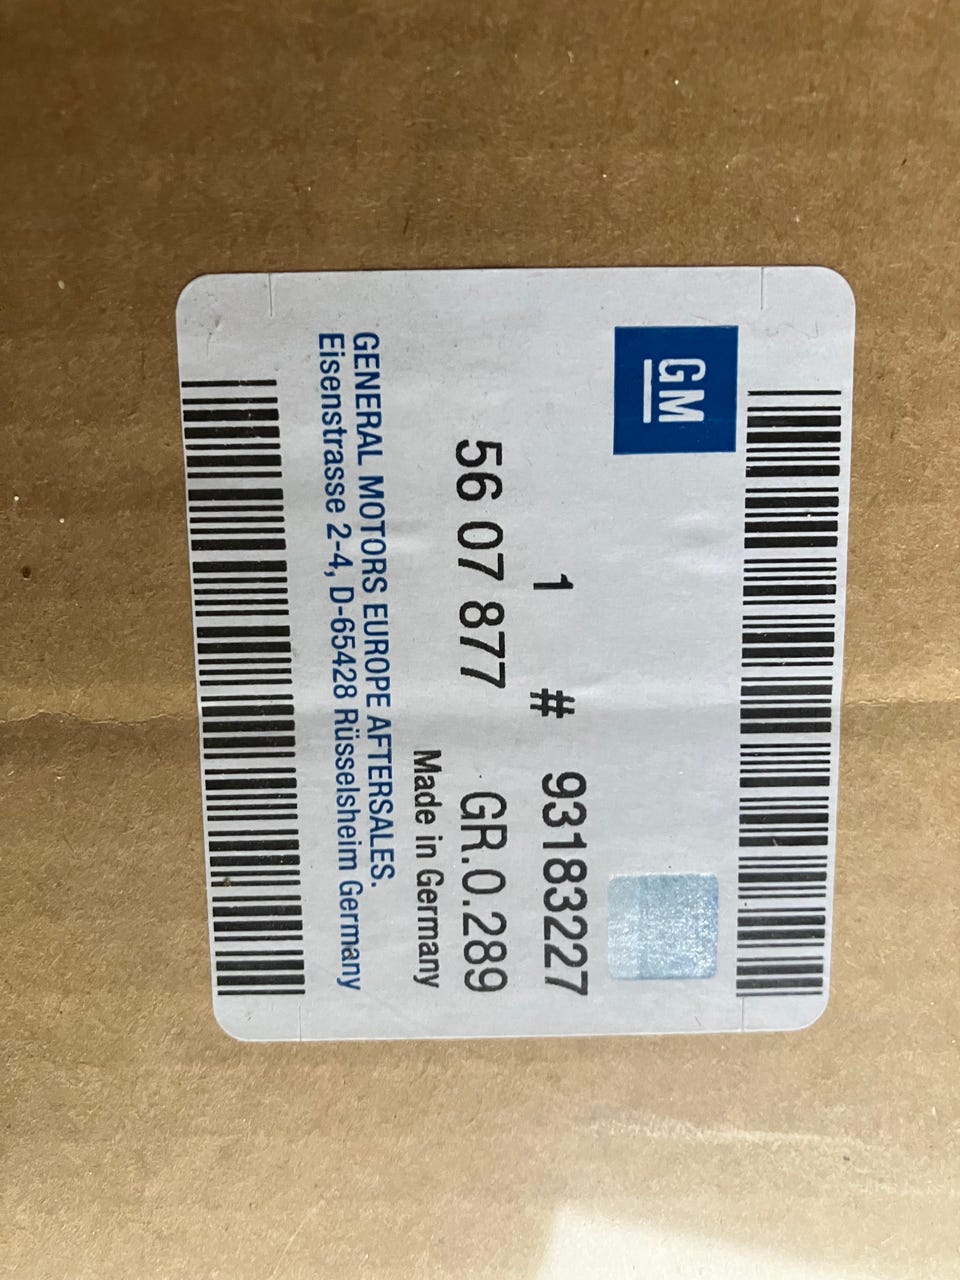 GM
1 # 93183227
56 07 877 GR.0.289
Made in Germany
GENERAL MOTORS EUROPE AFTERSALES.
Eisenstrasse 2-4, D-65428 Rüsselsheim Germany